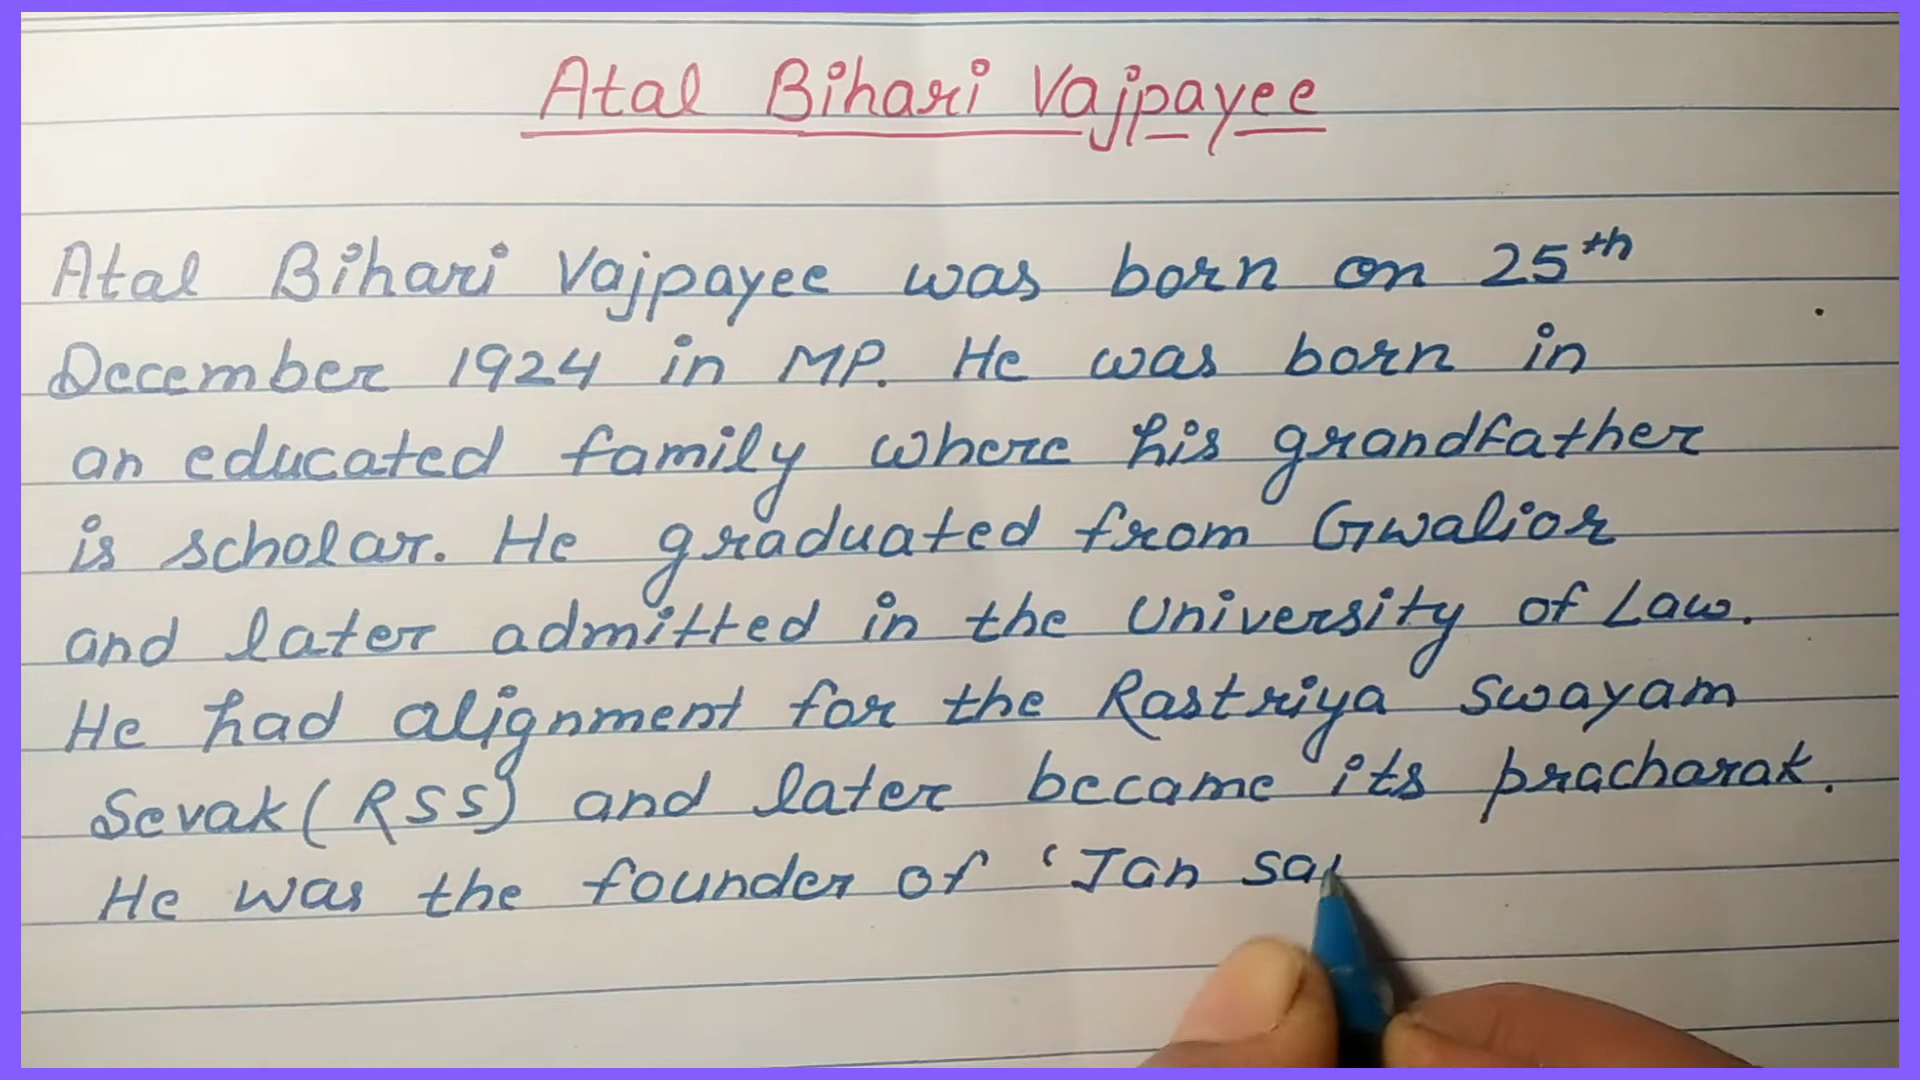 Atal Bihari Vajpayee
Atal Bihari Vajpayee was born on 25th
December 1924 in MP. He was born in
an educated family where his grandfather
is scholar. He graduated from Gwalior
and later admitted in the University of Law.
He had alignment for the Rastriya Swayam
Sevak (RSS) and later became its pracharak.
He was the founder of 'Jan